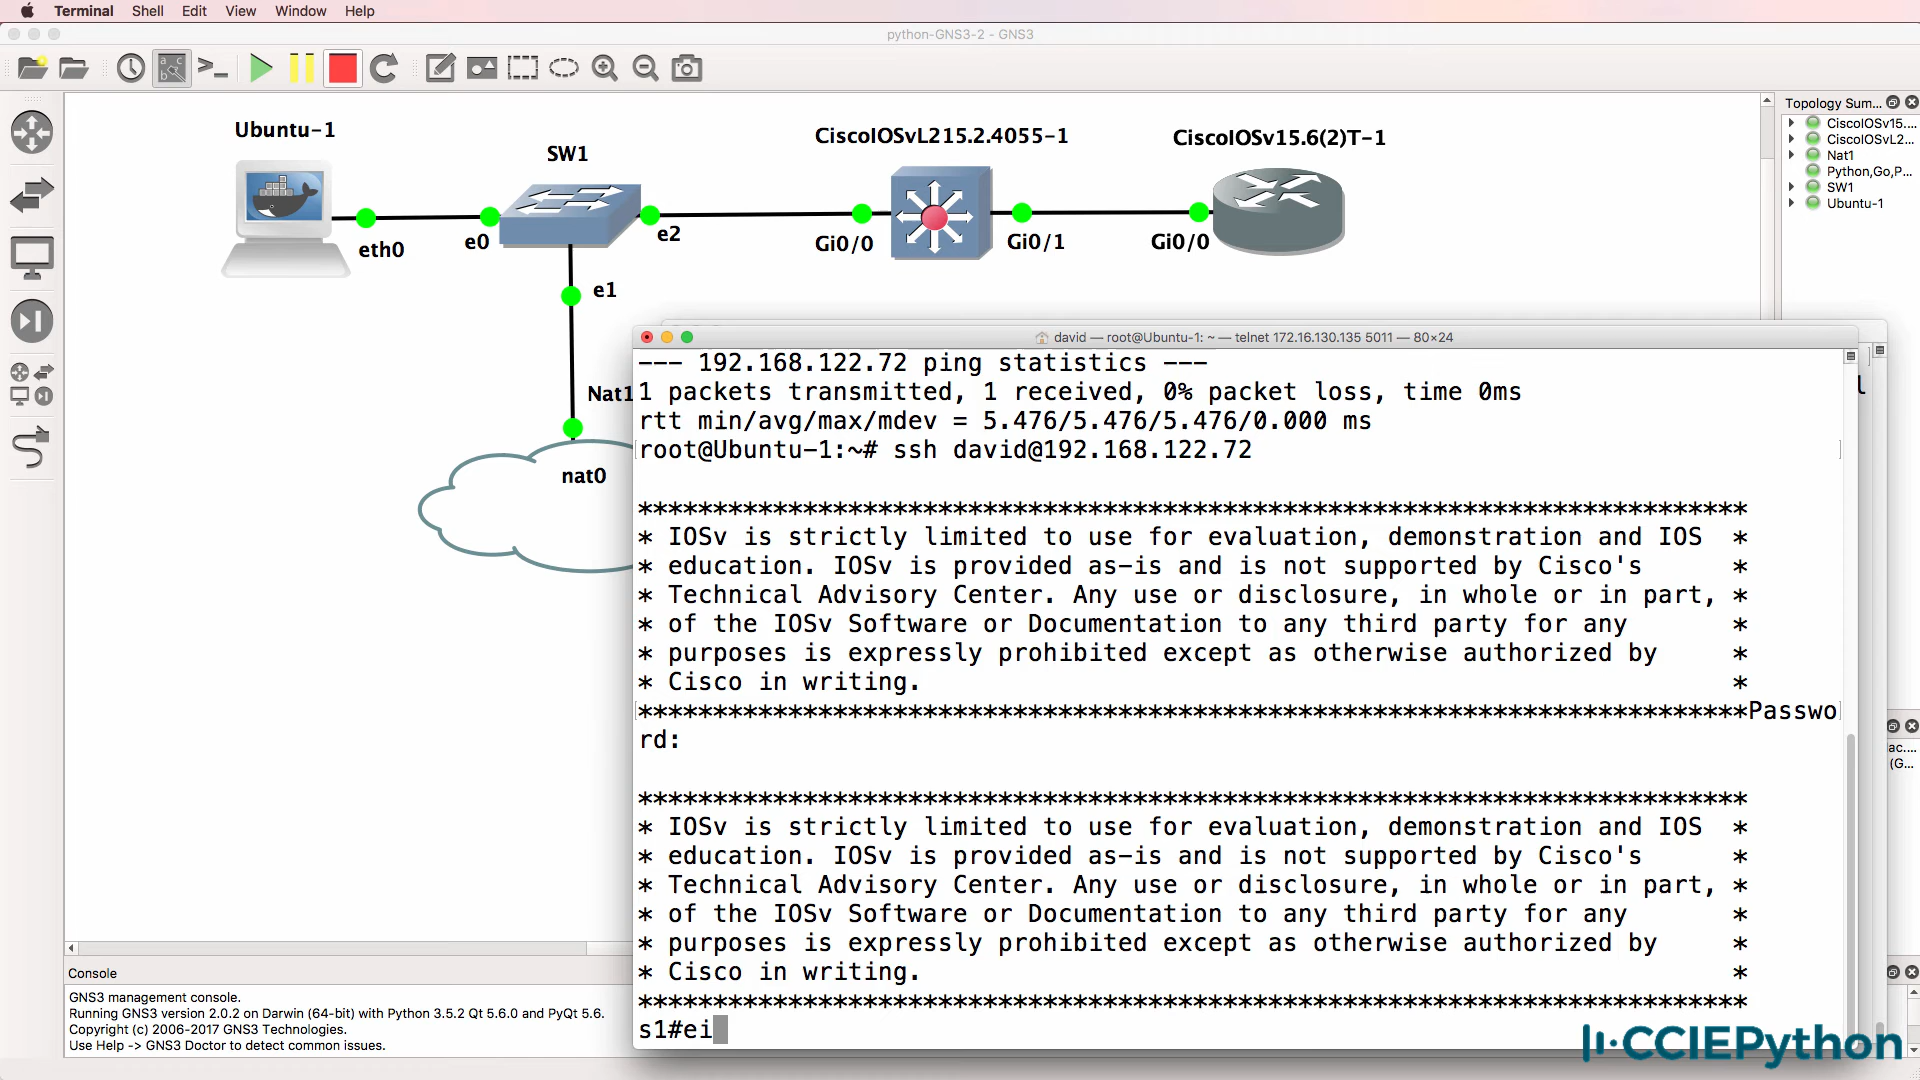 Terminal Shell Edit View Window Help
python-GNS3-2 - GNS3
Ubuntu-1
SW1
CiscoIOSvL215.2.4055-1
CiscoIOSv15.6(2)T-1
eth0
e0
e2
Gi0/0
Gi0/1
Gi0/0
e1
Nat1
nat0
Topology Sum...
CiscoIOSv15....
CiscoIOSvL2...
Nat1
Python,Go,P...
SW1
Ubuntu-1
david — root@Ubuntu-1: ~ — telnet 172.16.130.135 5011 — 80×24
--- 192.168.122.72 ping statistics ---
1 packets transmitted, 1 received, 0% packet loss, time 0ms
rtt min/avg/max/mdev = 5.476/5.476/5.476/0.000 ms
root@Ubuntu-1:~# ssh david@192.168.122.72
**************************************************************************
* IOSv is strictly limited to use for evaluation, demonstration and IOS  *
* education. IOSv is provided as-is and is not supported by Cisco's      *
* Technical Advisory Center. Any use or disclosure, in whole or in part, *
* of the IOSv Software or Documentation to any third party for any       *
* purposes is expressly prohibited except as otherwise authorized by     *
* Cisco in writing.                                                      *
**************************************************************************Passwo
rd:
**************************************************************************
* IOSv is strictly limited to use for evaluation, demonstration and IOS  *
* education. IOSv is provided as-is and is not supported by Cisco's      *
* Technical Advisory Center. Any use or disclosure, in whole or in part, *
* of the IOSv Software or Documentation to any third party for any       *
* purposes is expressly prohibited except as otherwise authorized by     *
* Cisco in writing.                                                      *
**************************************************************************
s1#ei
ac....
(G...
Console
GNS3 management console.
Running GNS3 version 2.0.2 on Darwin (64-bit) with Python 3.5.2 Qt 5.6.0 and PyQt 5.6.
Copyright (c) 2006-2017 GNS3 Technologies.
Use Help -> GNS3 Doctor to detect common issues.
CCIEPython